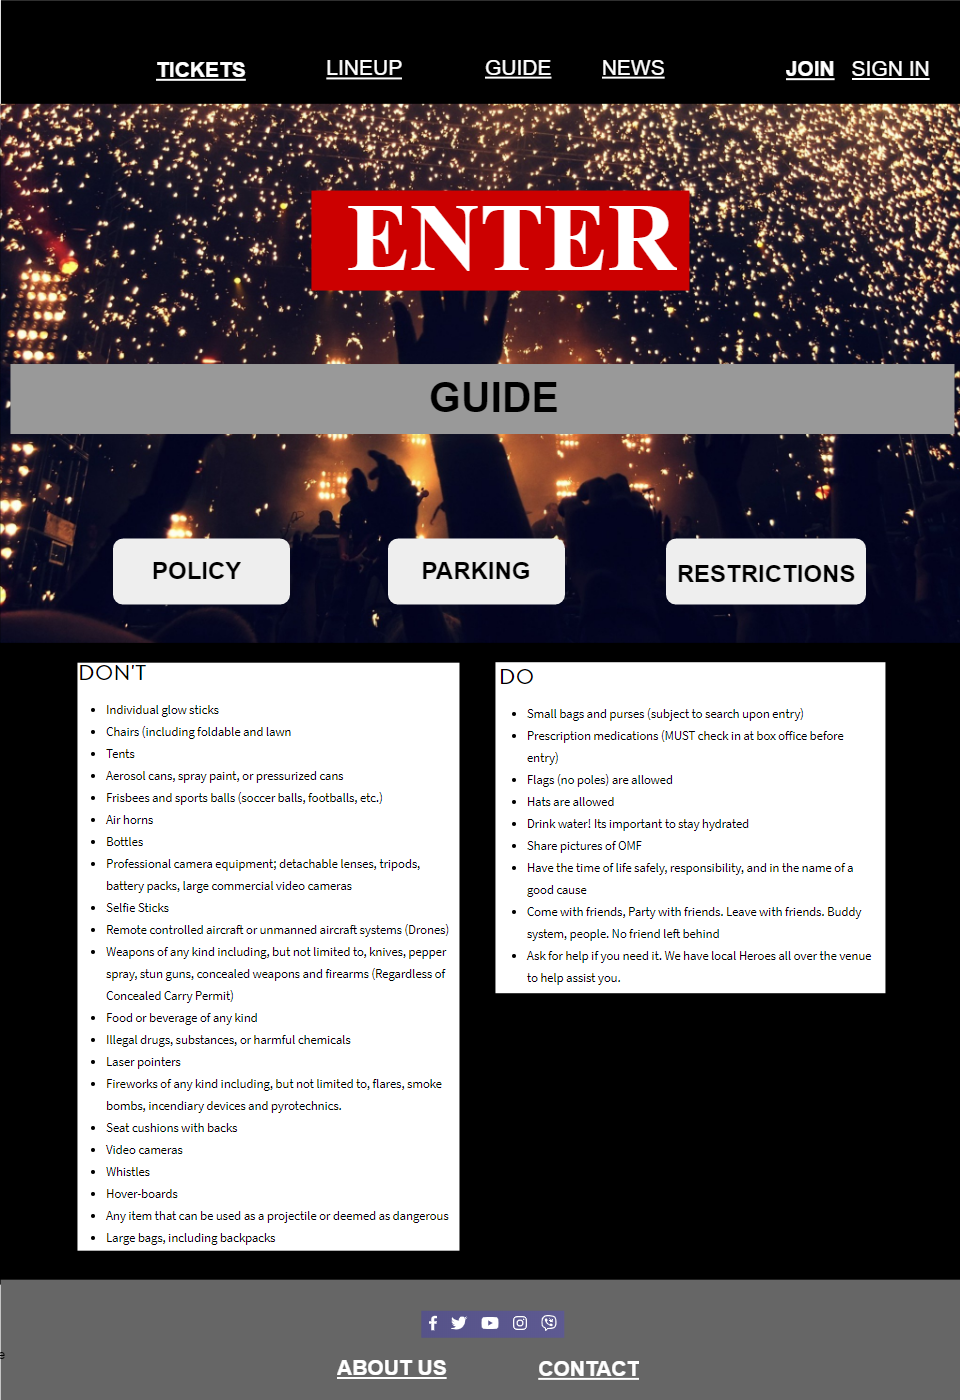 TICKETS LINEUP GUIDE NEWS JOIN SIGN IN
ENTER
GUIDE
POLICY PARKING RESTRICTIONS
DON'T
Individual glow sticks
Chairs (including foldable and lawn
Tents
Aerosol cans, spray paint, or pressurized cans
Frisbees and sports balls (soccer balls, footballs, etc.)
Air horns
Bottles
Professional camera equipment; detachable lenses, tripods,
battery packs, large commercial video cameras
Selfie Sticks
Remote controlled aircraft or unmanned aircraft systems (Drones)
Weapons of any kind including, but not limited to, knives, pepper
spray, stun guns, concealed weapons and firearms (Regardless of
Concealed Carry Permit)
Food or beverage of any kind
Illegal drugs, substances, or harmful chemicals
Laser pointers
Fireworks of any kind including, but not limited to, flares, smoke
bombs, incendiary devices and pyrotechnics.
Seat cushions with backs
Video cameras
Whistles
Hover-boards
Any item that can be used as a projectile or deemed as dangerous
Large bags, including backpacks
DO
Small bags and purses (subject to search upon entry)
Prescription medications (MUST check in at box office before
entry)
Flags (no poles) are allowed
Hats are allowed
Drink water! Its important to stay hydrated
Share pictures of OMF
Have the time of life safely, responsibility, and in the name of a
good cause
Come with friends, Party with friends. Leave with friends. Buddy
system, people. No friend left behind
Ask for help if you need it. We have local Heroes all over the venue
to help assist you.
e
ABOUT US CONTACT